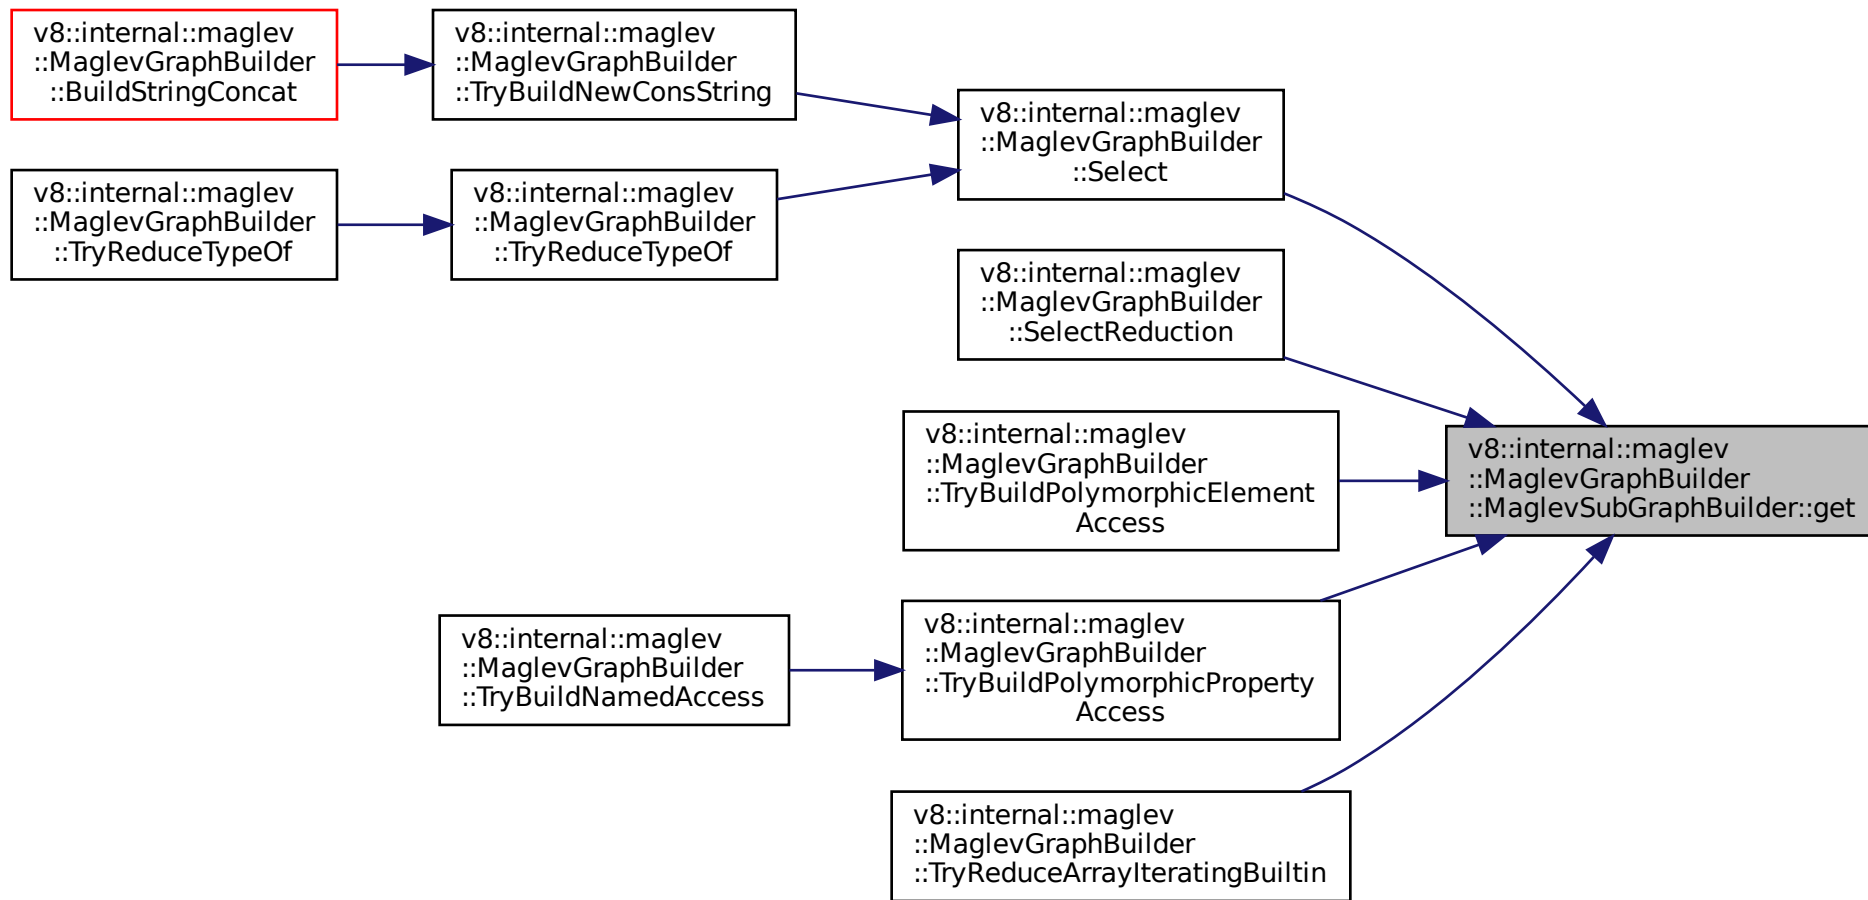 v8::internal::maglev
::MaglevGraphBuilder
::BuildStringConcat
v8::internal::maglev
::MaglevGraphBuilder
::TryBuildNewConsString
v8::internal::maglev
::MaglevGraphBuilder
::Select
v8::internal::maglev
::MaglevGraphBuilder
::TryReduceTypeOf
v8::internal::maglev
::MaglevGraphBuilder
::TryReduceTypeOf
v8::internal::maglev
::MaglevGraphBuilder
::SelectReduction
v8::internal::maglev
::MaglevGraphBuilder
::TryBuildPolymorphicElement
Access
v8::internal::maglev
::MaglevGraphBuilder
::MaglevSubGraphBuilder::get
v8::internal::maglev
::MaglevGraphBuilder
::TryBuildNamedAccess
v8::internal::maglev
::MaglevGraphBuilder
::TryBuildPolymorphicProperty
Access
v8::internal::maglev
::MaglevGraphBuilder
::TryReduceArrayIteratingBuiltin